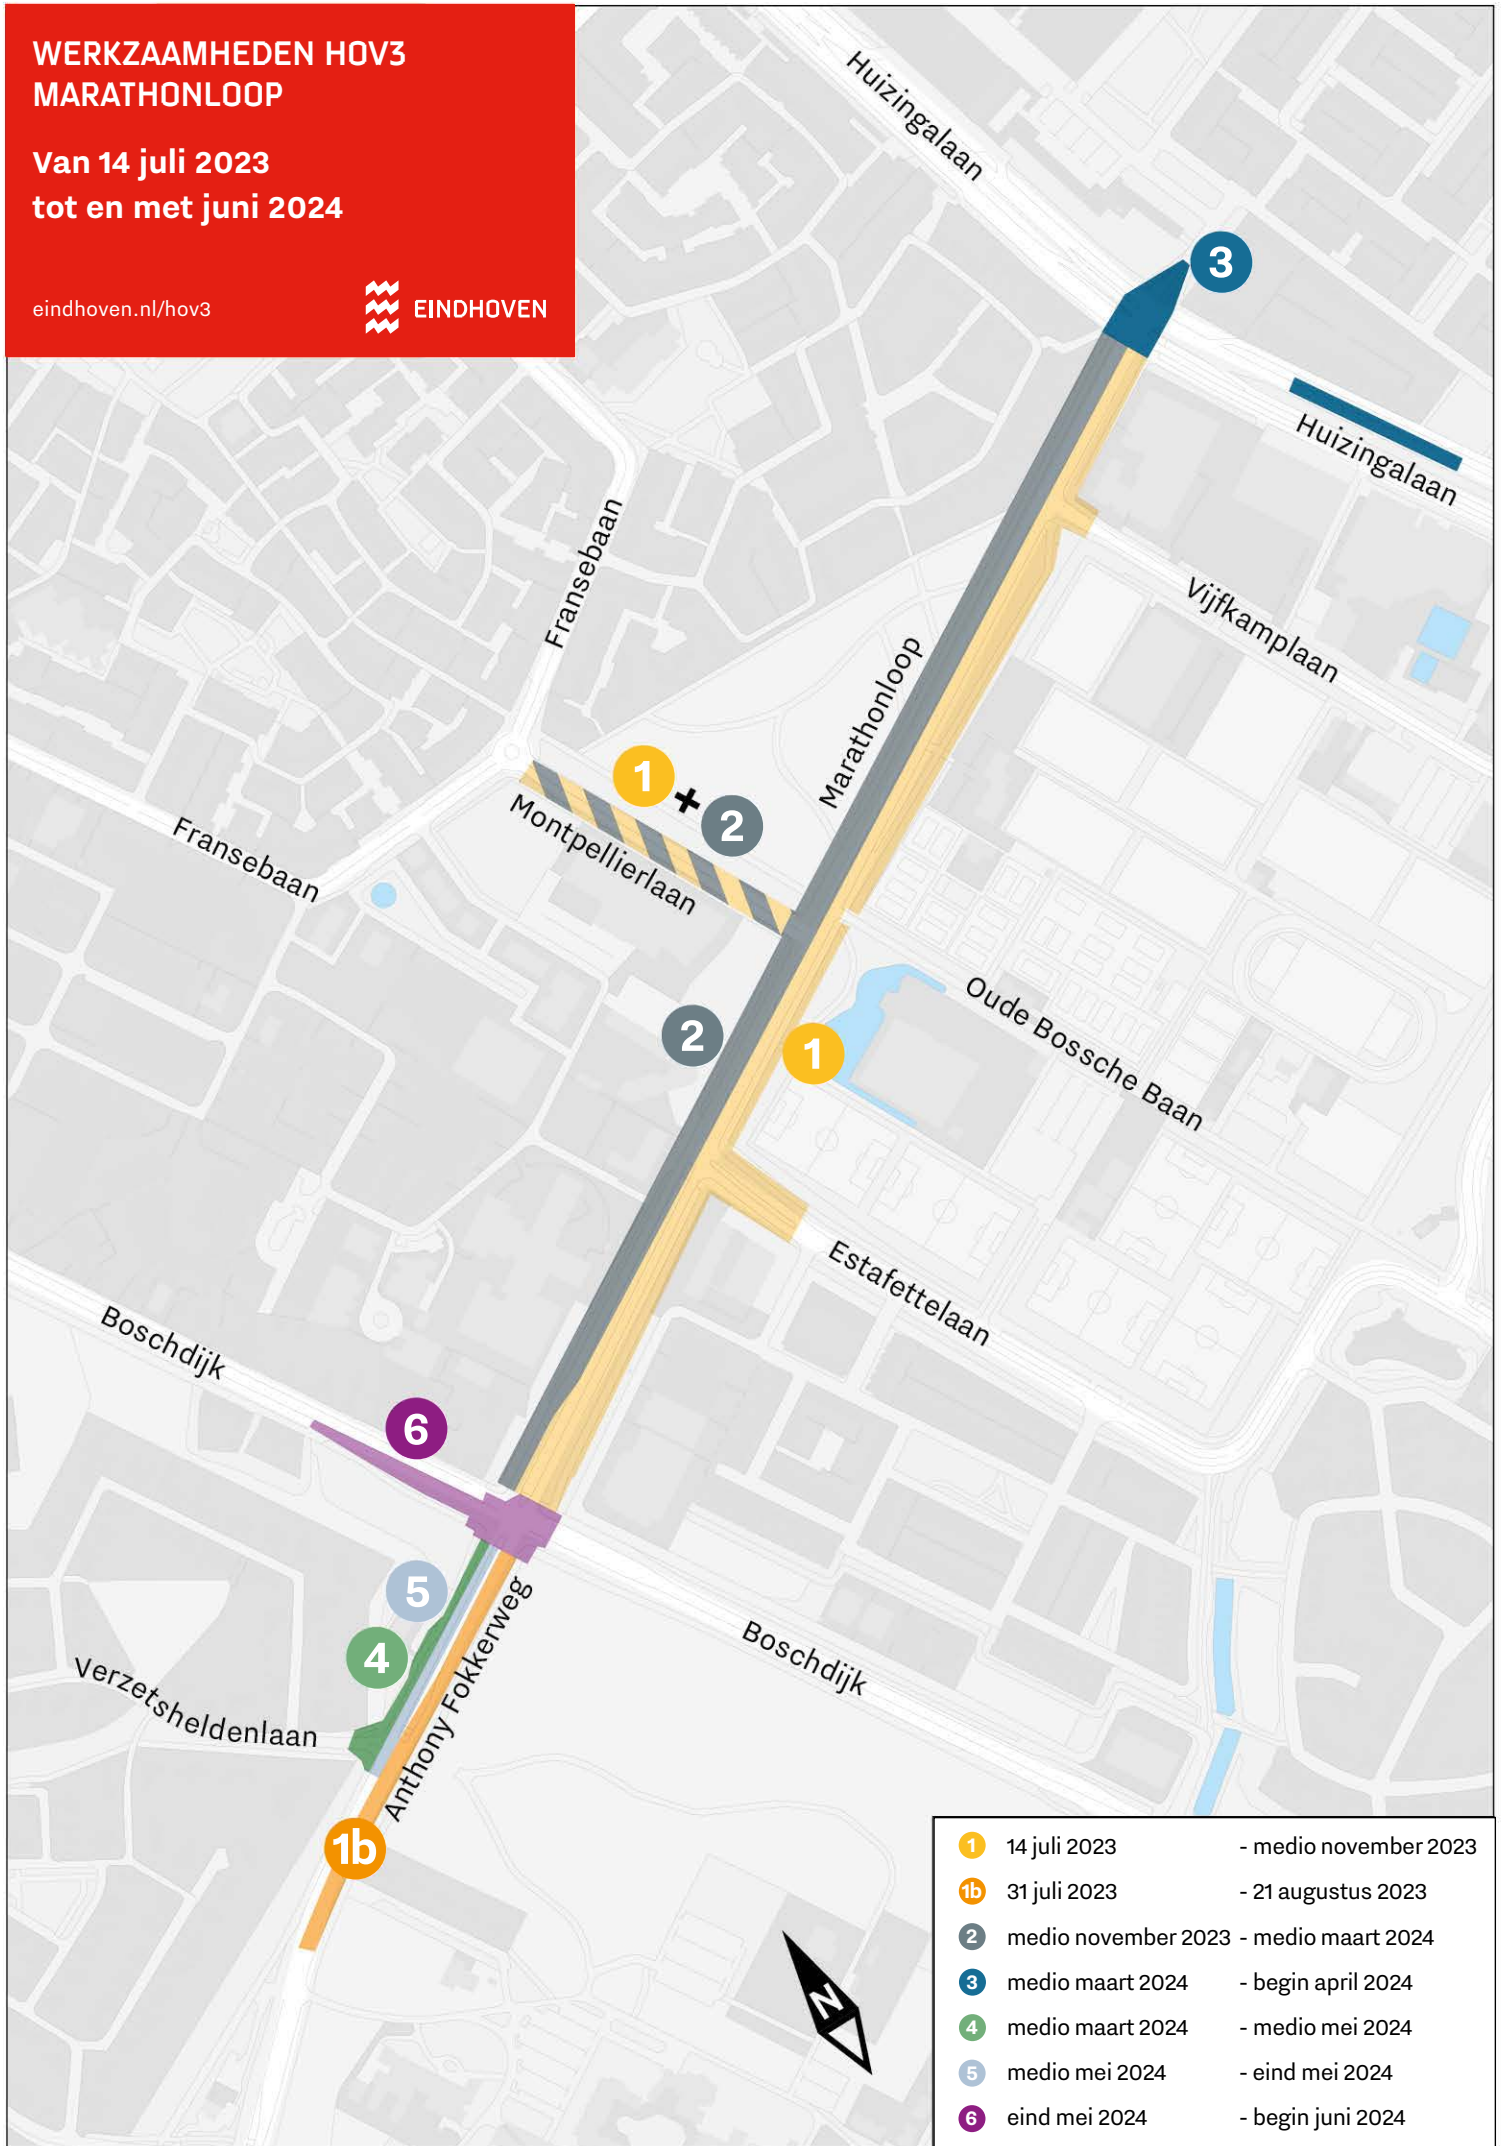 WERKZAAMHEDEN HOV3
MARATHONLOOP
Van 14 juli 2023
tot en met juni 2024
eindhoven.nl/hov3
EINDHOVEN
Huizingalaan
3
Huizingalaan
Fransebaan
Vijfkamplaan
Marathonloop
1
+
2
Montpellierlaan
Fransebaan
Oude Bossche Baan
2
1
Estafettelaan
Boschdijk
6
5
4
Anthony Fokkerweg
Boschdijk
Verzetsheldenlaan
1b
N
1 14 juli 2023 - medio november 2023
1b 31 juli 2023 - 21 augustus 2023
2 medio november 2023 - medio maart 2024
3 medio maart 2024 - begin april 2024
4 medio maart 2024 - medio mei 2024
5 medio mei 2024 - eind mei 2024
6 eind mei 2024 - begin juni 2024